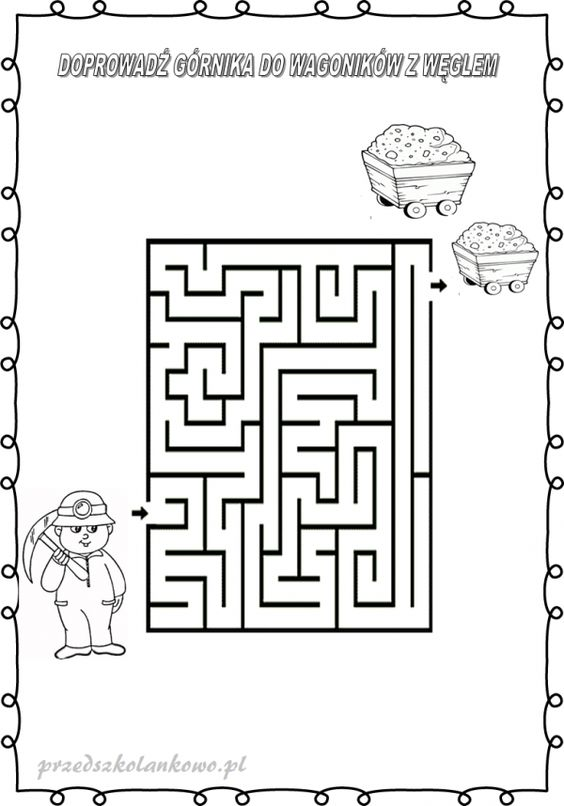 DOPROWADŹ GÓRNIKA DO WAGONIKÓW Z WĘGLEM
przedszkolankowo.pl